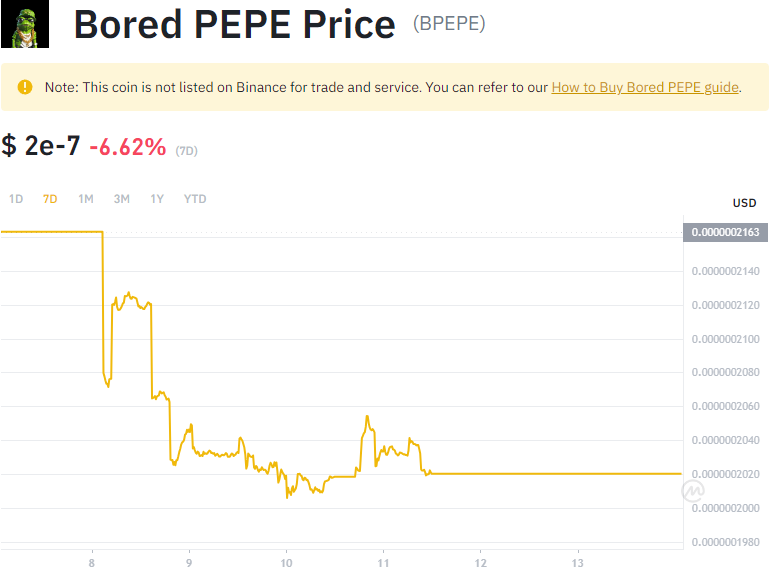 Bored PEPE Price (BPEPE)
Note: This coin is not listed on Binance for trade and service. You can refer to our How to Buy Bored PEPE guide.
$ 2e-7 -6.62% (7D)
1D 7D 1M 3M 1Y YTD
USD
0.0000002163
0.0000002140
0.0000002120
0.0000002100
0.0000002080
0.0000002060
0.0000002040
0.0000002020
0.0000002000
0.0000001980
8 9 10 11 12 13